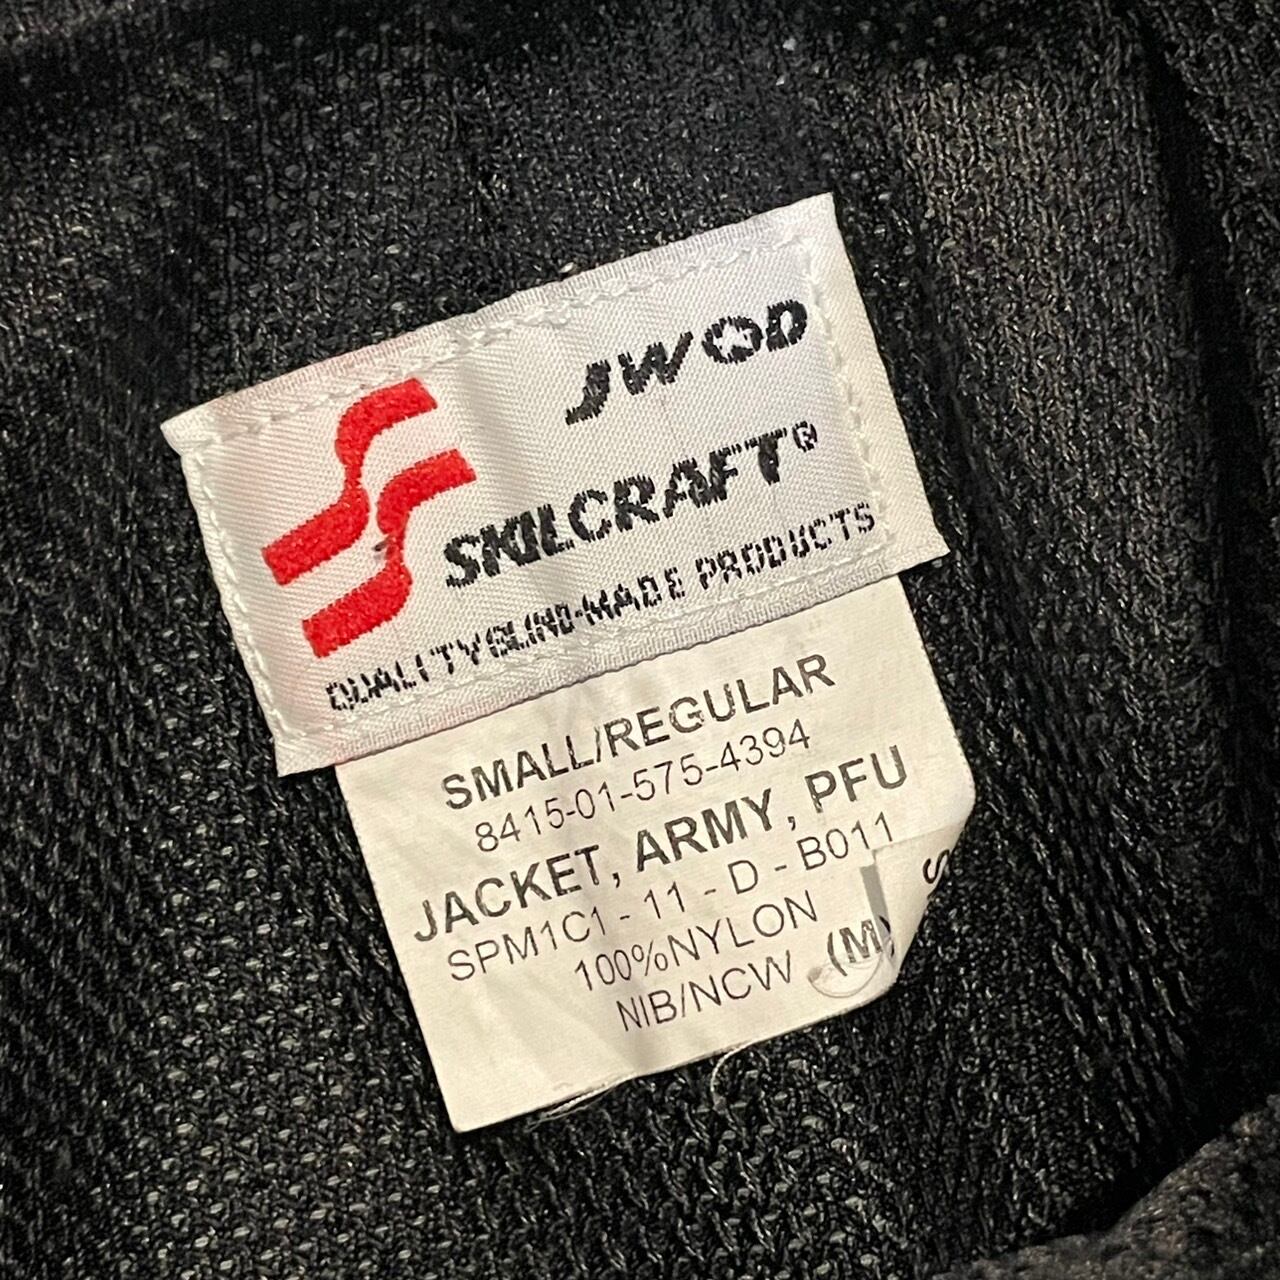 JWOD
SKILCRAFT®
QUALITY BLIND-MADE PRODUCTS
SMALL/REGULAR
8415-01-575-4394
JACKET, ARMY, PFU
SPM1C1 - 11 - D - B011
100%NYLON
NIB/NCW (M)
S